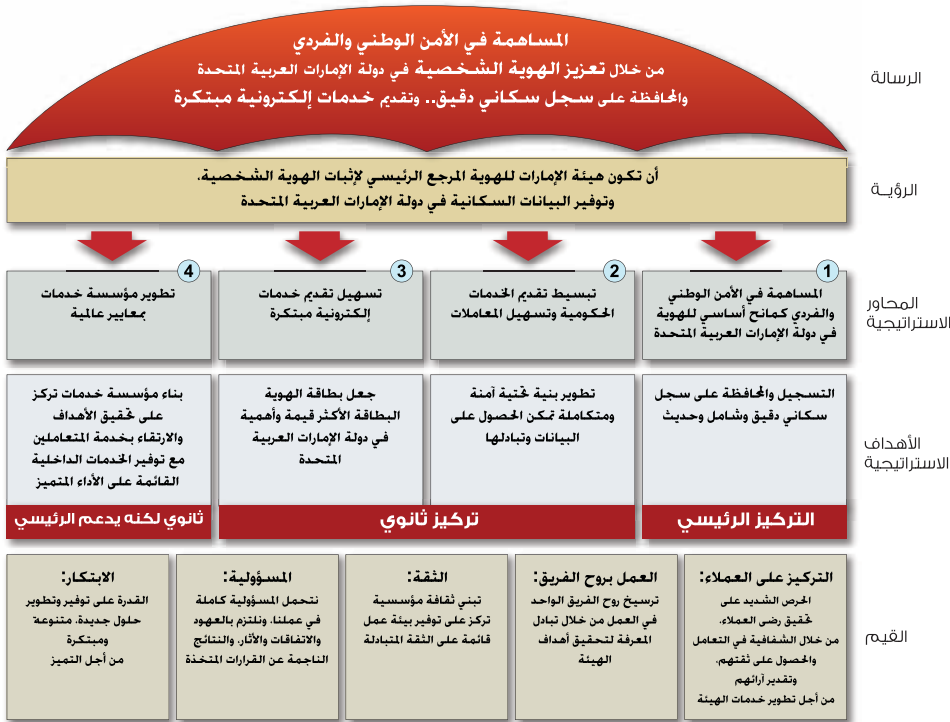 الرسالة
المساهمة في الأمن الوطني والفردي
من خلال تعزيز الهوية الشخصية في دولة الإمارات العربية المتحدة
والمحافظة على سجل سكاني دقيق.. وتقديم خدمات إلكترونية مبتكرة
الرؤيــة
أن تكون هيئة الإمارات للهوية المرجع الرئيسي لإثبات الهوية الشخصية.
وتوفير البيانات السكانية في دولة الإمارات العربية المتحدة
المحاور
الاستراتيجية
1
المساهمة في الأمن الوطني
والفردي كمانح أساسي للهوية
في دولة الإمارات العربية المتحدة
2
تبسيط تقديم الخدمات
الحكومية وتسهيل المعاملات
3
تسهيل تقديم خدمات
إلكترونية مبتكرة
4
تطوير مؤسسة خدمات
بمعايير عالمية
الأهداف
الاستراتيجية
التسجيل والمحافظة على سجل
سكاني دقيق وشامل وحديث
تطوير بنية تحتية آمنة
ومتكاملة تمكن الحصول على
البيانات وتبادلها
جعل بطاقة الهوية
البطاقة الأكثر قيمة وأهمية
في دولة الإمارات العربية
المتحدة
بناء مؤسسة خدمات تركز
على تحقيق الأهداف
والارتقاء بخدمة المتعاملين
مع توفير الخدمات الداخلية
القائمة على الأداء المتميز
التركيز الرئيسي
تركيز ثانوي
ثانوي لكنه يدعم الرئيسي
القيم
التركيز على العملاء:
الحرص الشديد على
تحقيق رضى العملاء.
من خلال الشفافية في التعامل
والحصول على ثقتهم.
وتقدير آرائهم
من أجل تطوير خدمات الهيئة
العمل بروح الفريق:
ترسيخ روح الفريق الواحد
في العمل من خلال تبادل
المعرفة لتحقيق أهداف
الهيئة
الثقة:
تبني ثقافة مؤسسية
تركز على توفير بيئة عمل
قائمة على الثقة المتبادلة
المسؤولية:
نتحمل المسؤولية كاملة
في عملنا. ونلتزم بالعهود
والاتفاقات والآثار. والنتائج
الناجمة عن القرارات المتخذة
الابتكار:
القدرة على توفير وتطوير
حلول جديدة. متنوعة
ومبتكرة
من أجل التميز